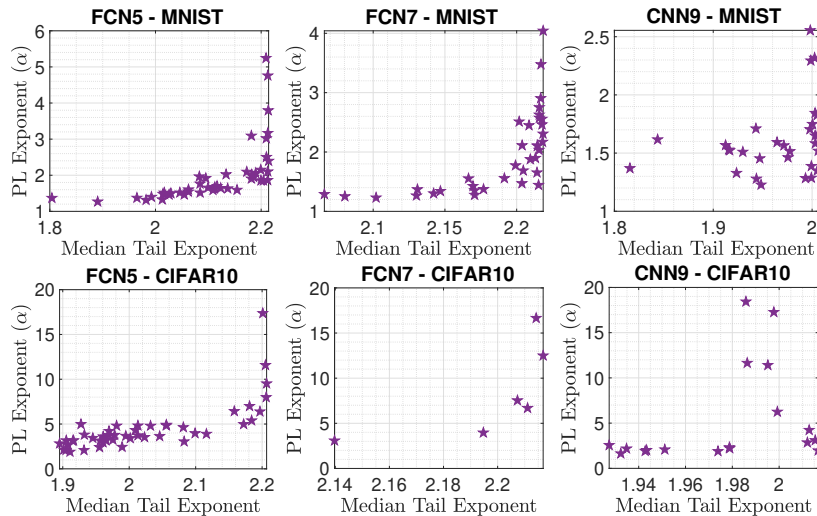 FCN5 - MNIST
PL Exponent (α)
6
5
4
3
2
1
1.8 2 2.2
Median Tail Exponent
FCN7 - MNIST
PL Exponent (α)
4
3
2
1
2.1 2.15 2.2
Median Tail Exponent
CNN9 - MNIST
PL Exponent (α)
2.5
2
1.5
1
1.8 1.9 2
Median Tail Exponent
FCN5 - CIFAR10
PL Exponent (α)
20
15
10
5
0
1.9 2 2.1 2.2
Median Tail Exponent
FCN7 - CIFAR10
PL Exponent (α)
20
15
10
5
0
2.14 2.16 2.18 2.2
Median Tail Exponent
CNN9 - CIFAR10
PL Exponent (α)
20
15
10
5
0
1.94 1.96 1.98 2
Median Tail Exponent